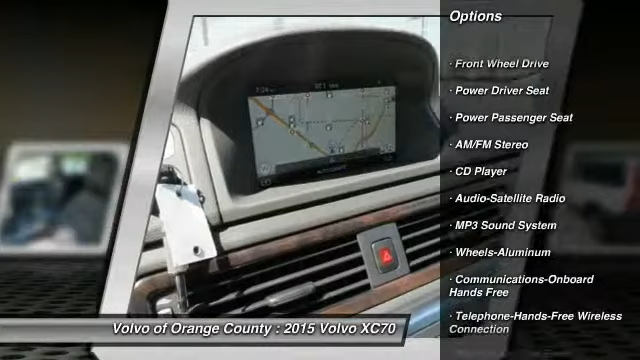 Options
· Front Wheel Drive
· Power Driver Seat
· Power Passenger Seat
· AM/FM Stereo
· CD Player
· Audio-Satellite Radio
· MP3 Sound System
· Wheels-Aluminum
· Communications-Onboard
Hands Free
· Telephone-Hands-Free Wireless
Connection
Volvo of Orange County : 2015 Volvo XC70